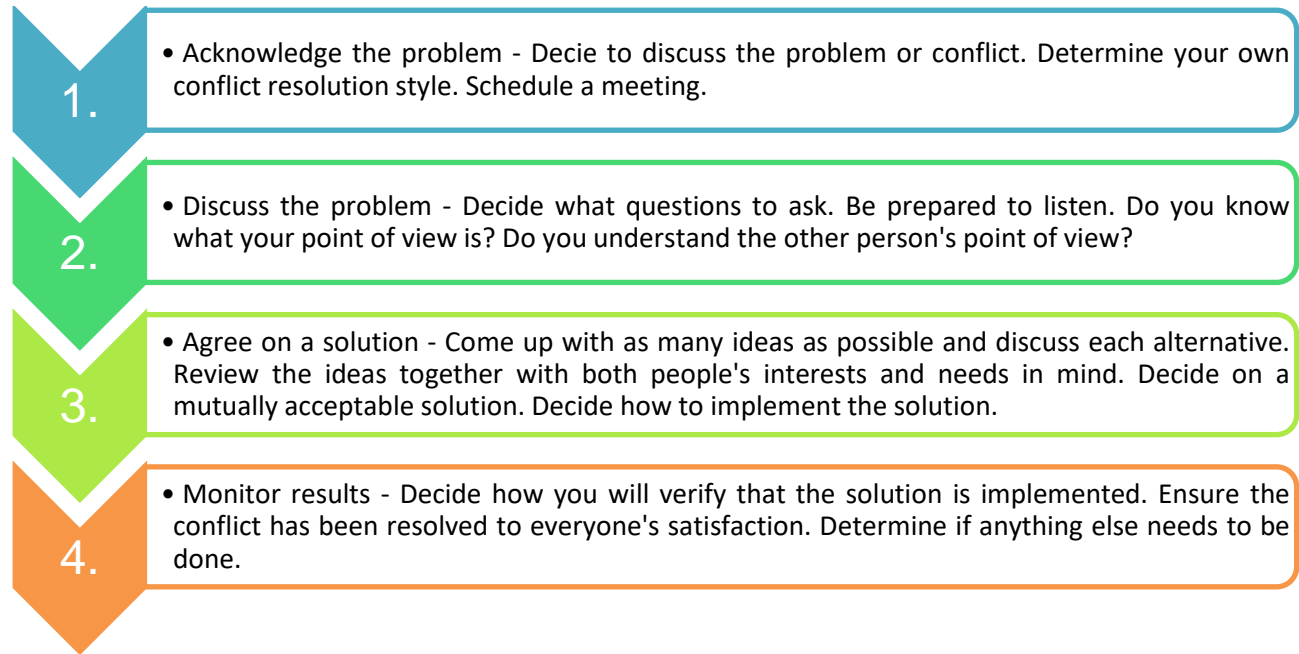 1.
• Acknowledge the problem - Decie to discuss the problem or conflict. Determine your own
conflict resolution style. Schedule a meeting.
2.
• Discuss the problem - Decide what questions to ask. Be prepared to listen. Do you know
what your point of view is? Do you understand the other person's point of view?
3.
• Agree on a solution - Come up with as many ideas as possible and discuss each alternative.
Review the ideas together with both people's interests and needs in mind. Decide on a
mutually acceptable solution. Decide how to implement the solution.
4.
• Monitor results - Decide how you will verify that the solution is implemented. Ensure the
conflict has been resolved to everyone's satisfaction. Determine if anything else needs to be
done.